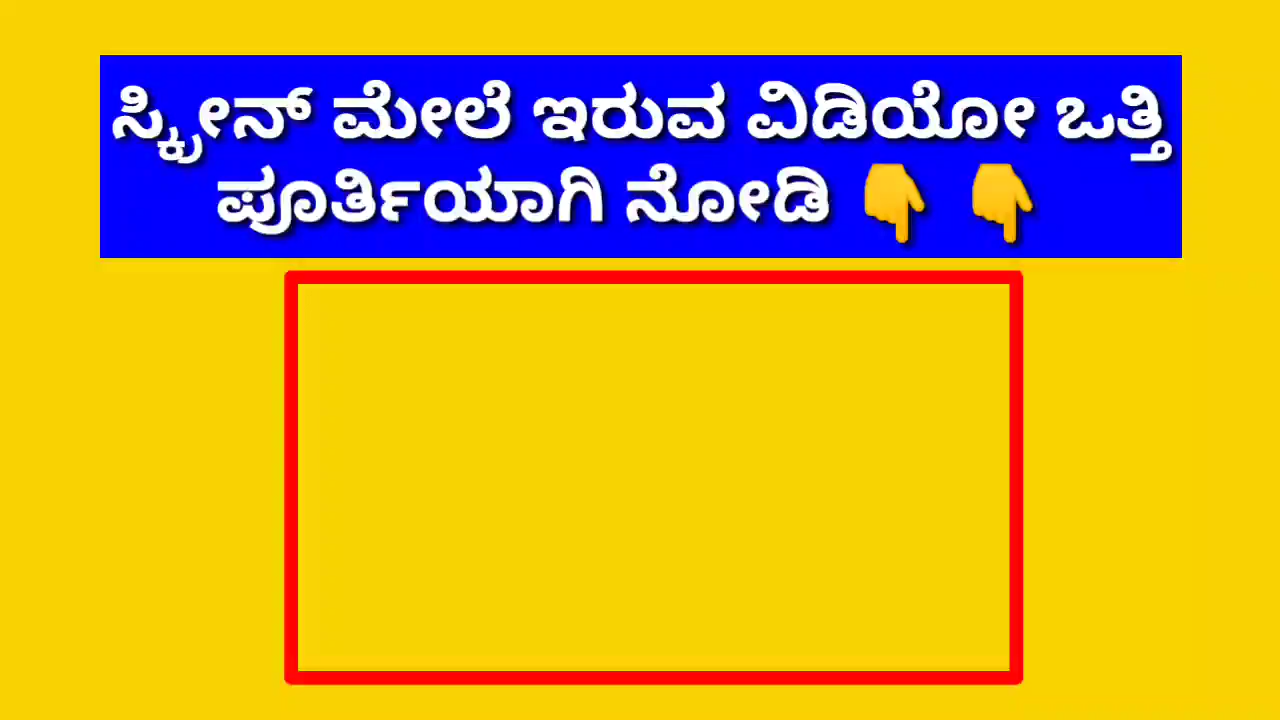 ಸ್ಕ್ರೀನ್ ಮೇಲೆ ಇರುವ ವಿಡಿಯೋ ಒತ್ತಿ
ಪೂರ್ತಿಯಾಗಿ ನೋಡಿ 👇 👇